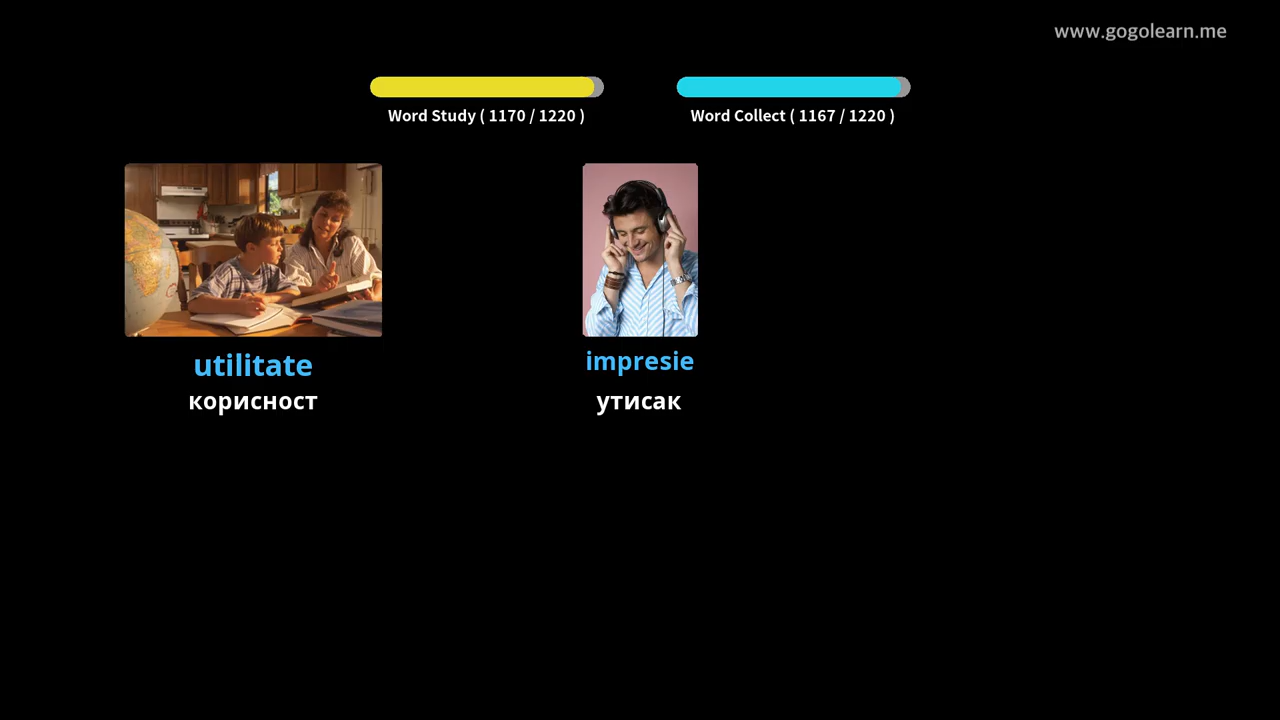 www.gogolearn.me
Word Study ( 1170 / 1220 )
Word Collect ( 1167 / 1220 )
utilitate
корисност
impresie
утисак